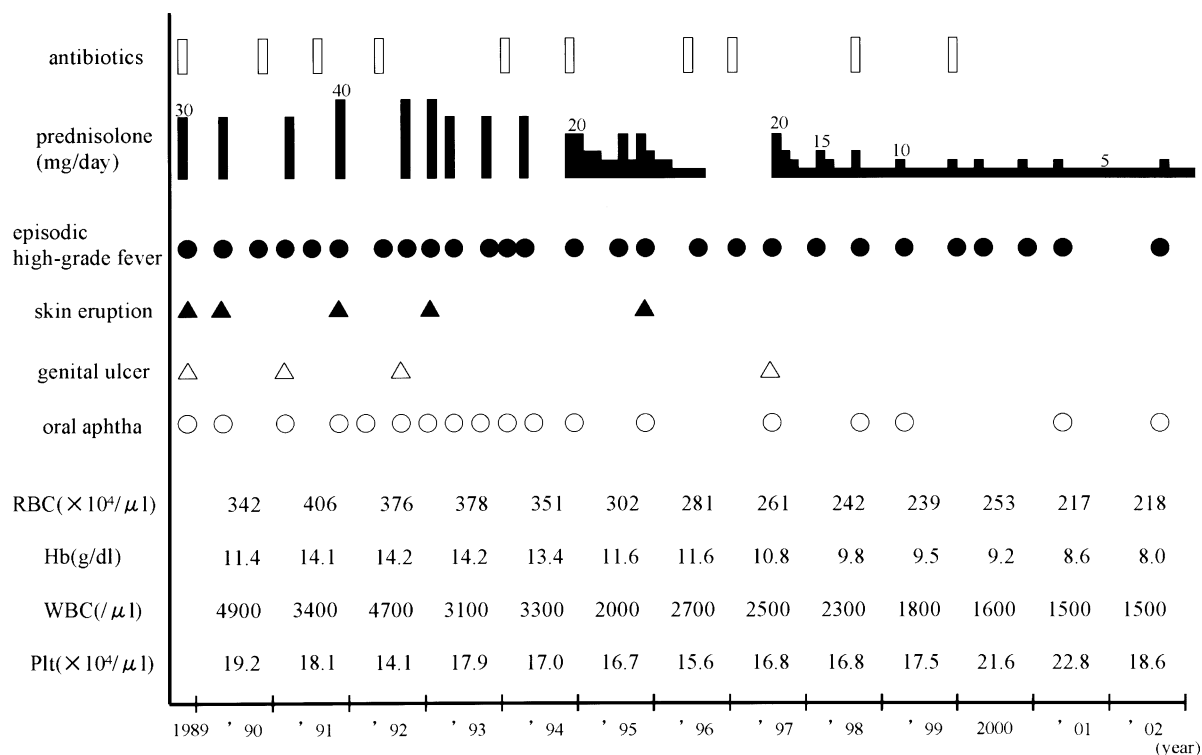 antibiotics
30 40 20 20 15 10 5
prednisolone
(mg/day)
episodic
high-grade fever
skin eruption
genital ulcer
oral aphtha
RBC(×10⁴/μl) 342 406 376 378 351 302 281 261 242 239 253 217 218
Hb(g/dl) 11.4 14.1 14.2 14.2 13.4 11.6 11.6 10.8 9.8 9.5 9.2 8.6 8.0
WBC(/μl) 4900 3400 4700 3100 3300 2000 2700 2500 2300 1800 1600 1500 1500
Plt(×10⁴/μl) 19.2 18.1 14.1 17.9 17.0 16.7 15.6 16.8 16.8 17.5 21.6 22.8 18.6
1989 ’90 ’91 ’92 ’93 ’94 ’95 ’96 ’97 ’98 ’99 2000 ’01 ’02
(year)